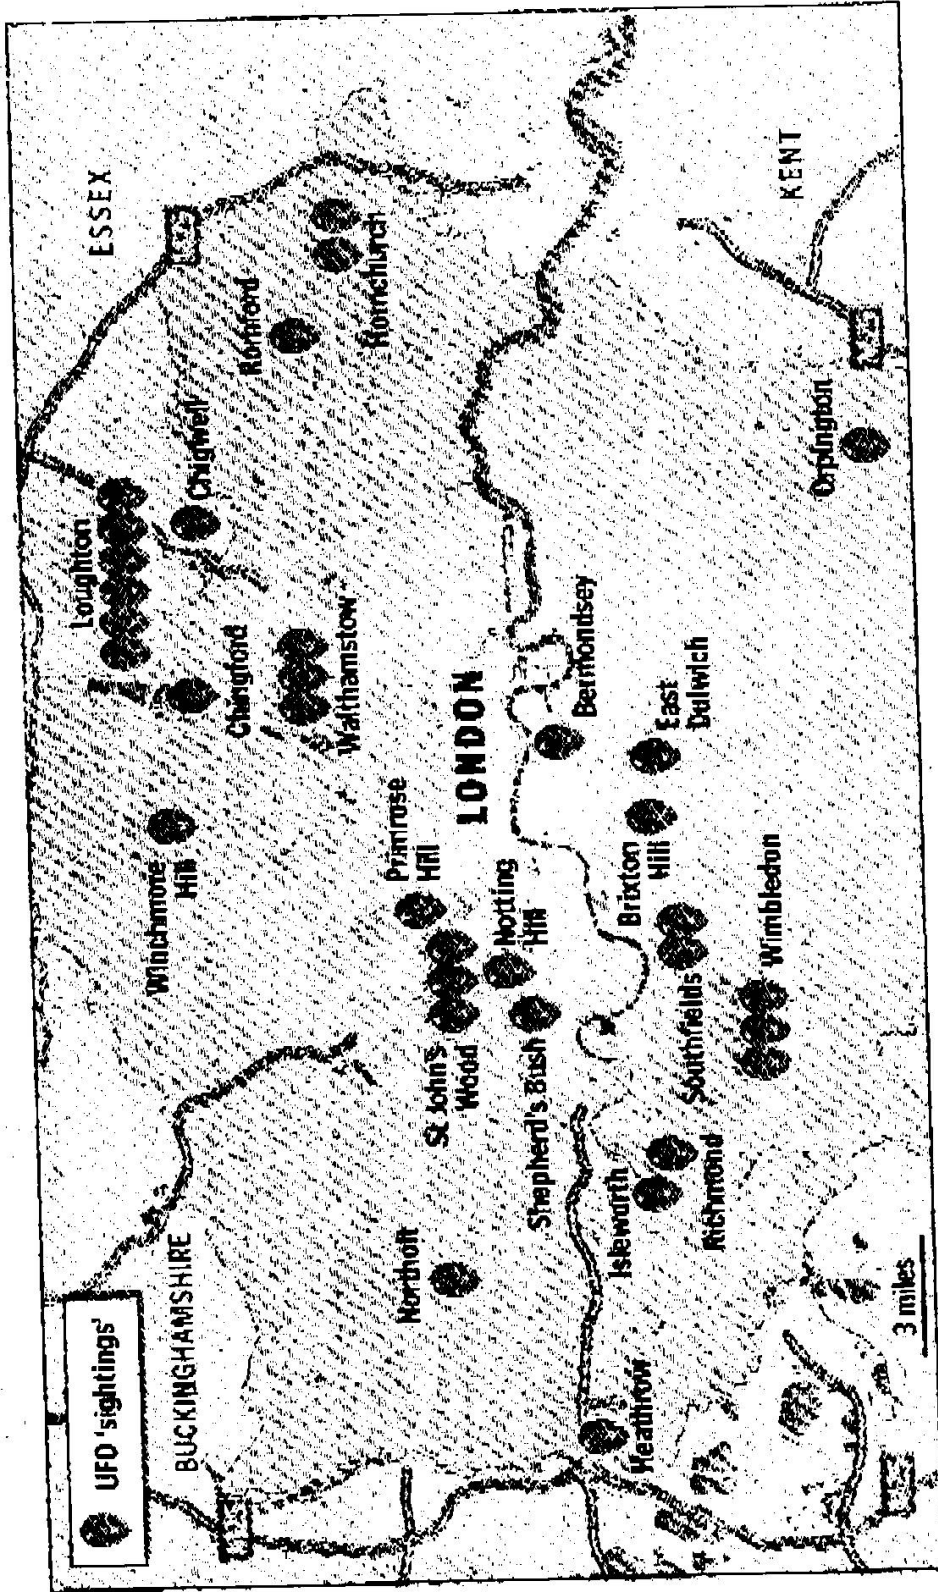 UFO 'sightings'
BUCKINGHAMSHIRE
ESSEX
Loughton
Chigwell
Romford
Hornchurch
Chingford
Walthamstow
Winchmore
Hill
Primrose
Hill
St John's
Wood
Notting
Hill
Shepherd's Bush
Northolt
LONDON
Bermondsey
East
Dulwich
Brixton
Hill
Southfields
Wimbledon
Isleworth
Richmond
Heathrow
Orpington
KENT
3 miles